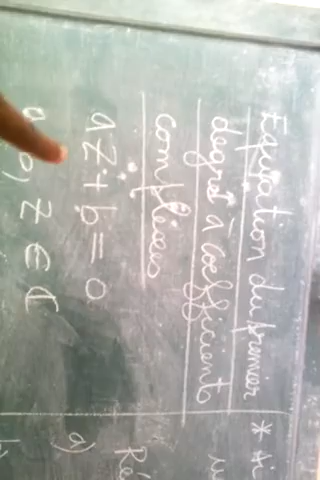 Equation du premier
degré à coefficients
complexes
az + b = 0
z ∈ ℂ
*
a)